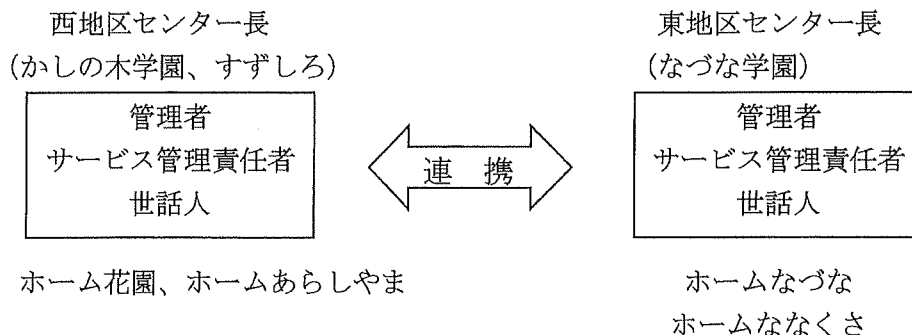 西地区センター長
(かしの木学園、すずしろ)
管理者
サービス管理責任者
世話人
ホーム花園、ホームあらしやま
連 携
東地区センター長
(なづな学園)
管理者
サービス管理責任者
世話人
ホームなづな
ホームななくさ